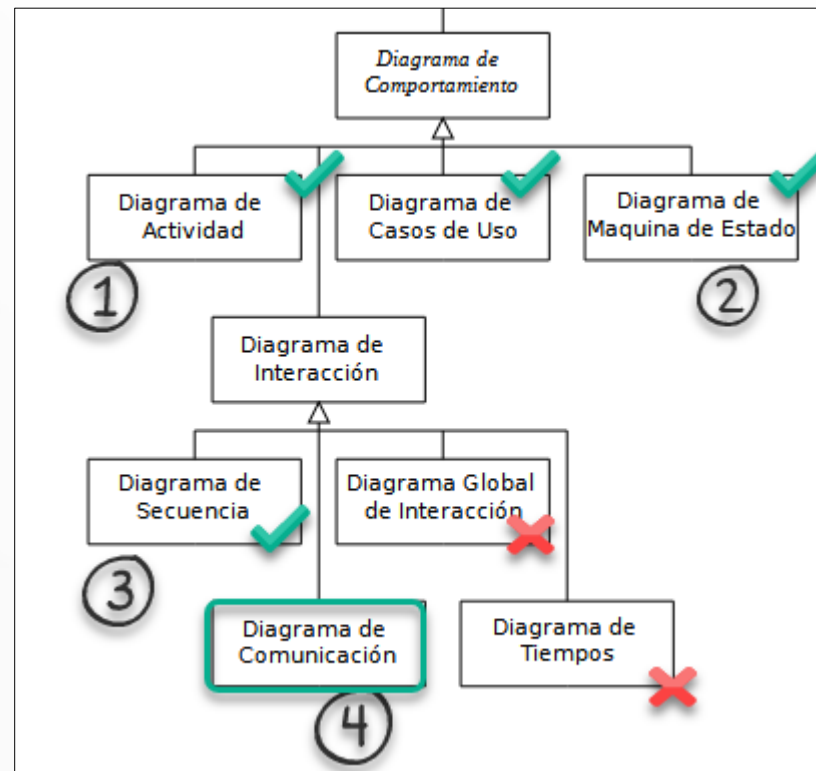 Diagrama de
Comportamiento
Diagrama de
Actividad
1
Diagrama de
Casos de Uso
Diagrama de
Maquina de Estado
2
Diagrama de
Interacción
Diagrama de
Secuencia
3
Diagrama Global
de Interacción
Diagrama de
Comunicación
4
Diagrama de
Tiempos